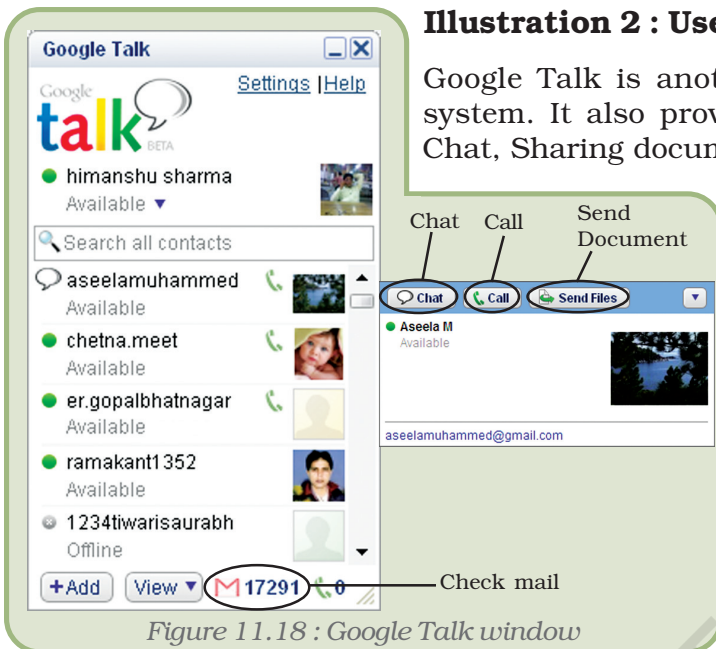 Illustration 2 : Use
Google Talk is anot
system. It also prov
Chat, Sharing docum
Google Talk
Settings |Help
Google
talk
BETA
himanshu sharma
Available
Search all contacts
aseelamuhammed
Available
chetna.meet
Available
er.gopalbhatnagar
Available
ramakant1352
Available
1234tiwarisaurabh
Offline
+Add View 17291 0
Chat Call Send
Document
Chat Call Send Files
Aseela M
Available
aseelamuhammed@gmail.com
Check mail
Figure 11.18 : Google Talk window